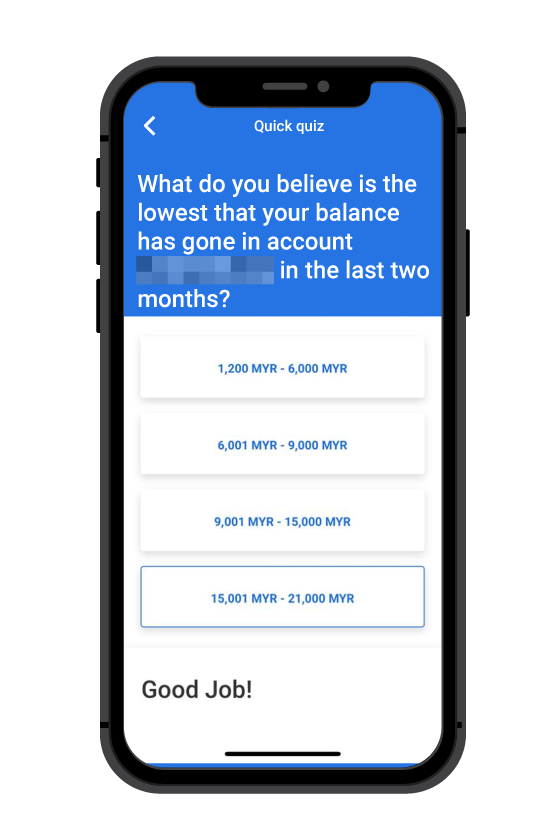 Quick quiz
What do you believe is the
lowest that your balance
has gone in account
in the last two
months?
1,200 MYR - 6,000 MYR
6,001 MYR - 9,000 MYR
9,001 MYR - 15,000 MYR
15,001 MYR - 21,000 MYR
Good Job!